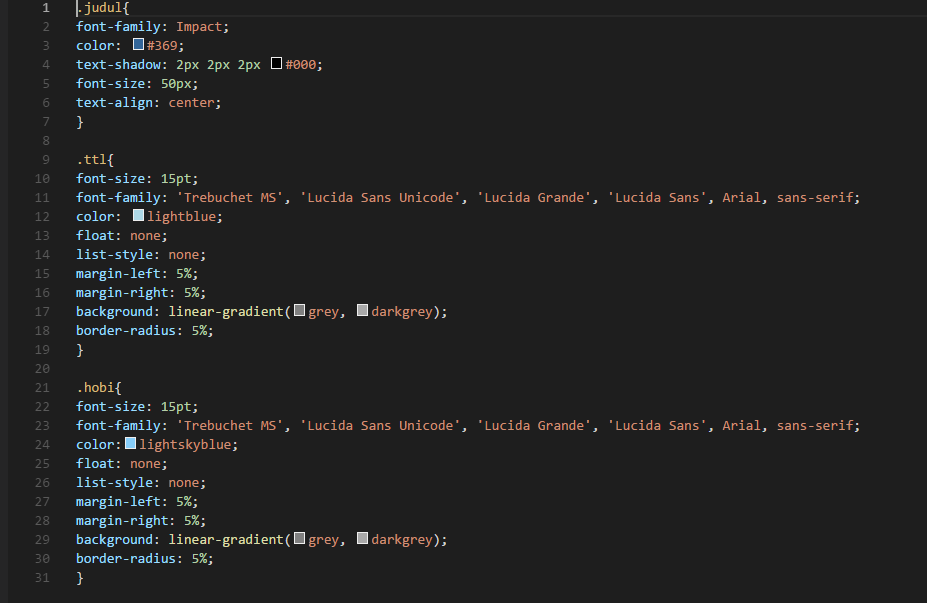 1 .judul{
2 font-family: Impact;
3 color: #369;
4 text-shadow: 2px 2px 2px #000;
5 font-size: 50px;
6 text-align: center;
7 }
8
9 .ttl{
10 font-size: 15pt;
11 font-family: 'Trebuchet MS', 'Lucida Sans Unicode', 'Lucida Grande', 'Lucida Sans', Arial, sans-serif;
12 color: lightblue;
13 float: none;
14 list-style: none;
15 margin-left: 5%;
16 margin-right: 5%;
17 background: linear-gradient(grey, darkgrey);
18 border-radius: 5%;
19 }
20
21 .hobi{
22 font-size: 15pt;
23 font-family: 'Trebuchet MS', 'Lucida Sans Unicode', 'Lucida Grande', 'Lucida Sans', Arial, sans-serif;
24 color:lightskyblue;
25 float: none;
26 list-style: none;
27 margin-left: 5%;
28 margin-right: 5%;
29 background: linear-gradient(grey, darkgrey);
30 border-radius: 5%;
31 }